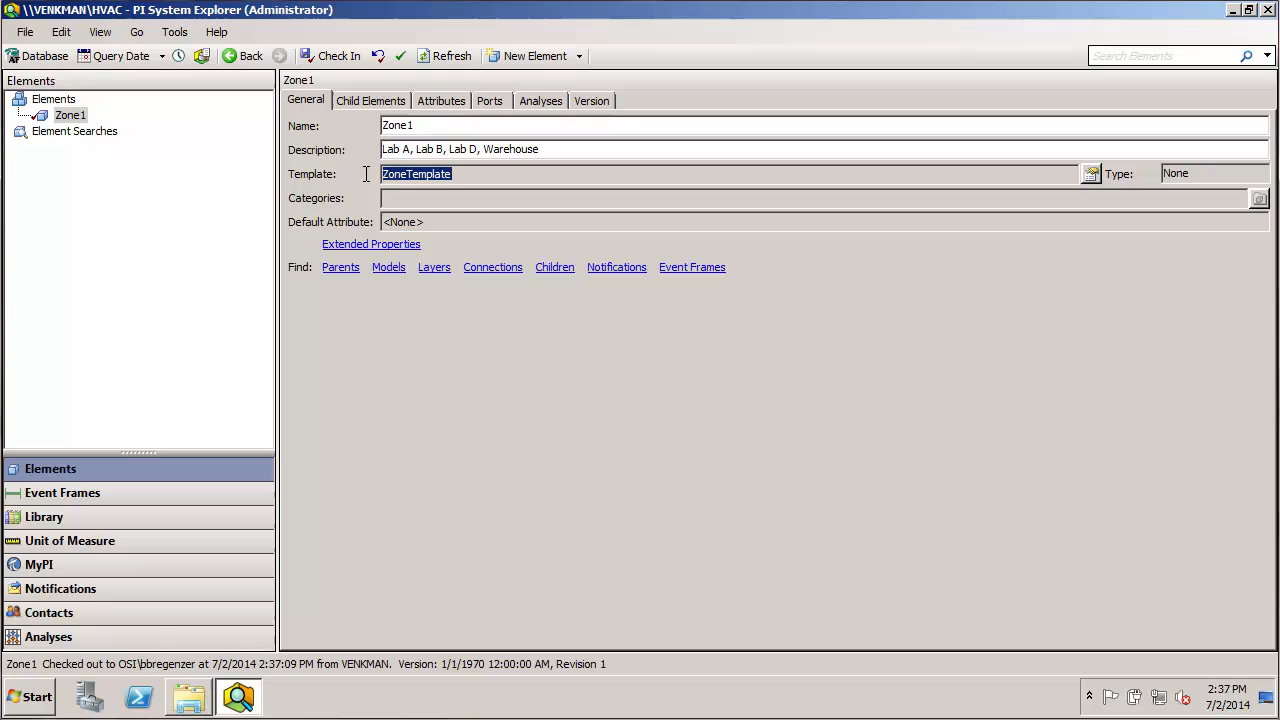 \\VENKMAN\HVAC - PI System Explorer (Administrator)
File Edit View Go Tools Help
Database Query Date Back Check In Refresh New Element Search Elements
Elements
Elements
Zone1
Element Searches
Elements
Event Frames
Library
Unit of Measure
MyPI
Notifications
Contacts
Analyses
Zone1
General Child Elements Attributes Ports Analyses Version
Name: Zone1
Description: Lab A, Lab B, Lab D, Warehouse
Template: ZoneTemplate Type: None
Categories:
Default Attribute: <None>
Extended Properties
Find: Parents Models Layers Connections Children Notifications Event Frames
Zone1 Checked out to OSI\bbregenzer at 7/2/2014 2:37:09 PM from VENKMAN. Version: 1/1/1970 12:00:00 AM, Revision 1
Start
2:37 PM
7/2/2014